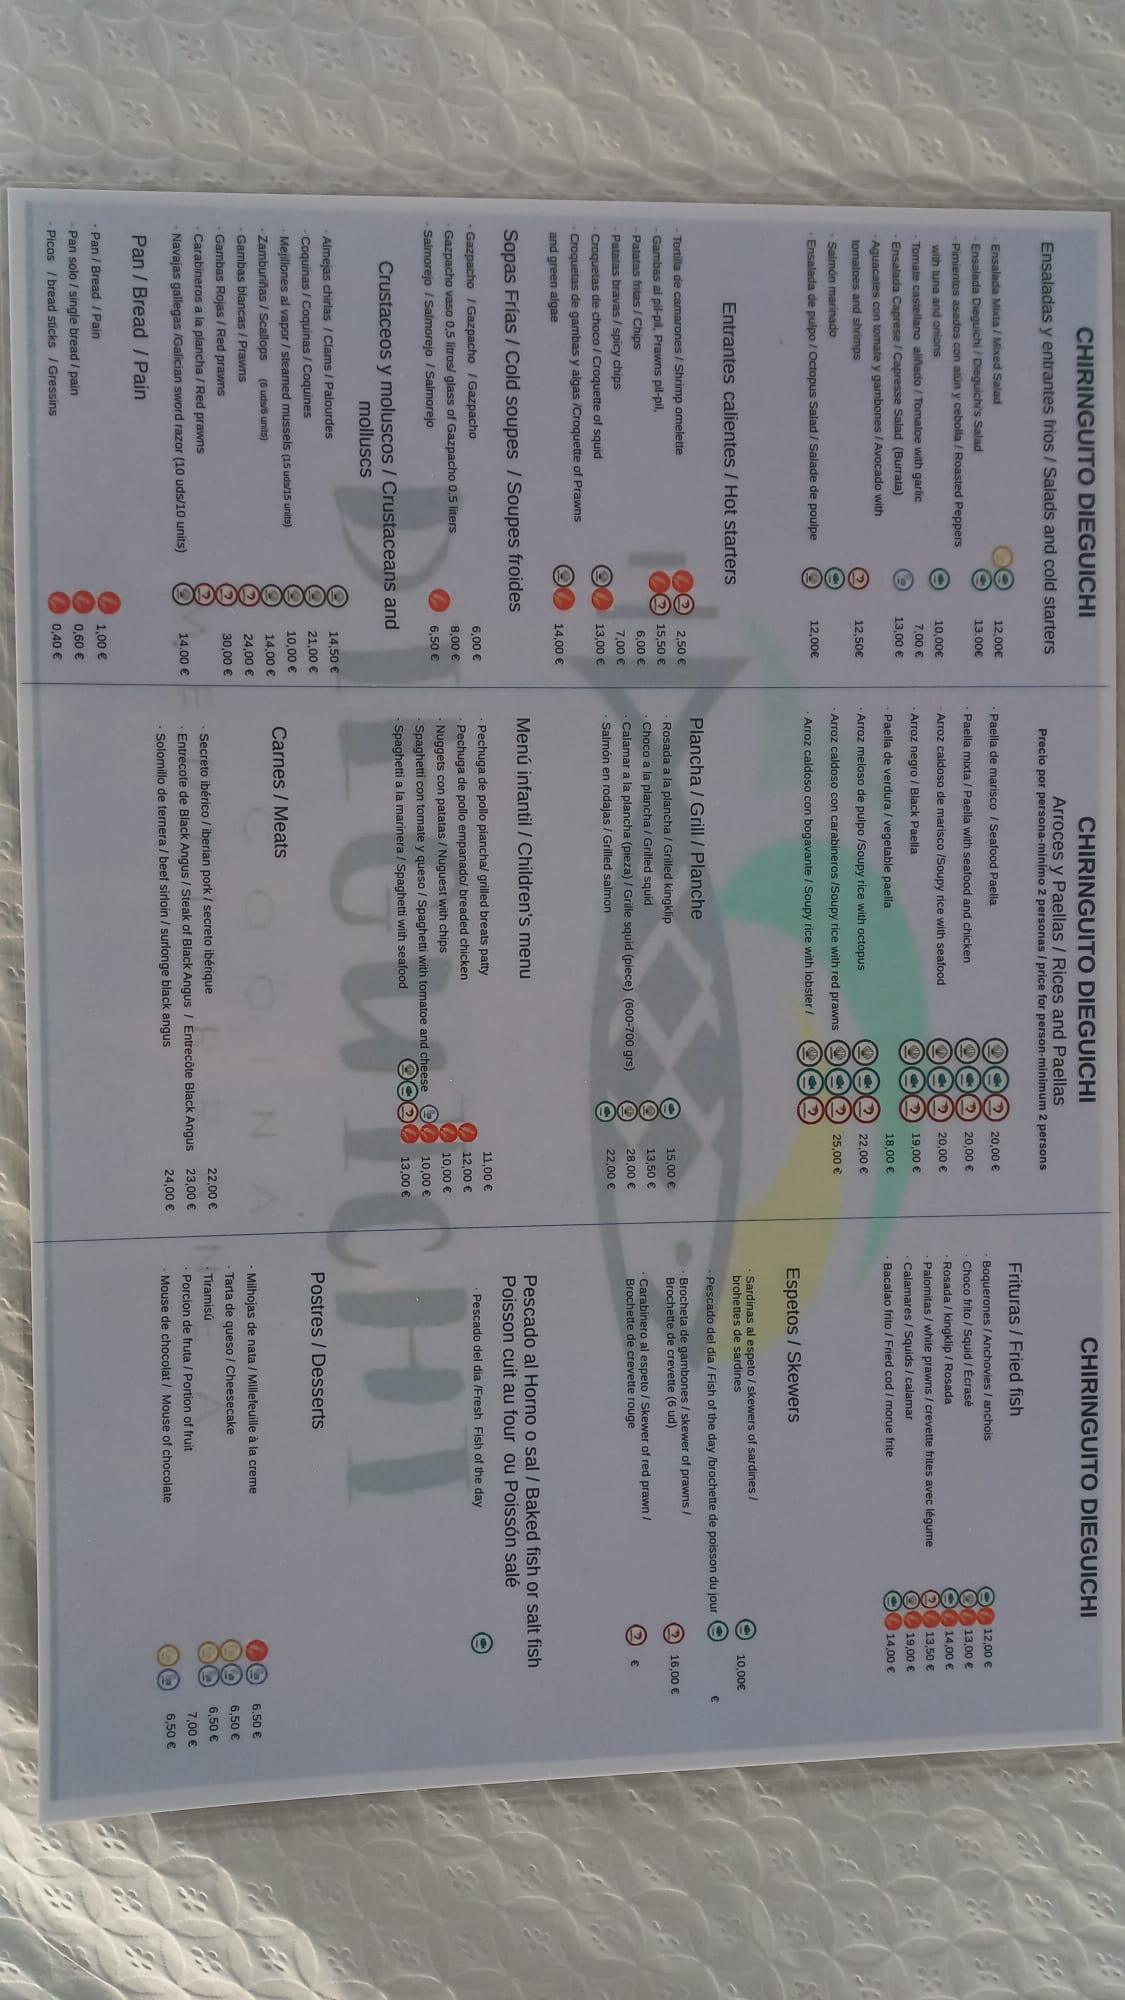 CHIRINGUITO DIEGUICHI
Ensaladas y entrantes frios / Salads and cold starters
· Ensalada Mixta / Mixed Salad 12,00€
· Ensalada Dieguichi / Dieguichi's Salad 13.00€
· Pimientos asados con atún y cebolla / Roasted Peppers
with tuna and onions 10,00€
· Tomate castellano aliñado / Tomatoe with garlic 7,00 €
· Ensalada Caprese / Capresse Salad (Burrata) 13,00 €
· Aguacates con tomate y gambones / Avocado with
tomatoes and shrimps 12,50€
· Salmón marinado
· Ensalada de pulpo / Octopus Salad / Salade de poulpe 12,00€
Entrantes calientes / Hot starters
· Tortilla de camarones / Shrimp omelette 2,50 €
· Gambas al pil-pil, Prawns pil-pil, 15,50 €
· Patatas fritas / Chips 6,00 €
· Patatas bravas / spicy chips 7,00 €
· Croquetas de choco / Croquette of squid 13,00 €
· Croquetas de gambas y algas /Croquette of Prawns
and green algae 14,00 €
Sopas Frías / Cold soupes / Soupes froides
· Gazpacho / Gazpacho / Gazpacho 6,00 €
· Gazpacho vaso 0,5 litros/ glass of Gazpacho 0,5 liters 8,00 €
· Salmorejo / Salmorejo / Salmorejo 6,50 €
Crustaceos y moluscos / Crustaceans and
molluscs
· Almejas chirlas / Clams / Palourdes 14,50 €
· Coquinas / Coquinas / Coquines 21,00 €
· Mejillones al vapor / steamed mussels (15 uds/15 units) 10,00 €
· Zamburiñas / Scallops (6 uds/6 units) 14,00 €
· Gambas blancas / Prawns 24,00 €
· Gambas Rojas / Red prawns 30,00 €
· Carabineros a la plancha / Red prawns
· Navajas gallegas /Galician sword razor (10 uds/10 units) 14.00 €
Pan / Bread / Pain
· Pan / Bread / Pain 1,00 €
· Pan solo / single bread / pain 0,60 €
· Picos / bread sticks / Gressins 0,40 €
CHIRINGUITO DIEGUICHI
Arroces y Paellas / Rices and Paellas
Precio por persona-minimo 2 personas / price for person-minimum 2 persons
· Paella de marisco / Seafood Paella 20,00 €
· Paella mixta / Paella with seafood and chicken 20,00 €
· Arroz caldoso de marisco /Soupy rice with seafood 20,00 €
· Arroz negro / Black Paella 19,00 €
· Paella de verdura / vegetable paella 18,00 €
· Arroz meloso de pulpo /Soupy rice with octopus 22,00 €
· Arroz caldoso con carabineros /Soupy rice with red prawns 25,00 €
· Arroz caldoso con bogavante / Soupy rice with lobster /
Plancha / Grill / Planche
· Rosada a la plancha / Grilled kingklip 15,00 €
· Choco a la plancha / Grilled squid 13,50 €
· Calamar a la plancha (pieza) / Grille squid (piece) (600-700 grs) 28,00 €
· Salmón en rodajas / Grilled salmon 22,00 €
Menú infantil / Children's menu
· Pechuga de pollo plancha/ grilled breats patty 11,00 €
· Pechuga de pollo empanado/ breaded chicken 12,00 €
· Nuggets con patatas / Nuguest with chips 10,00 €
· Spaghetti con tomate y queso / Spaghetti with tomatoe and cheese 10,00 €
· Spaghetti a la marinera / Spaghetti with seafood 13,00 €
DIEGUICHI
Carnes / Meats
COCINA
· Secreto ibérico / iberian pork / secreto ibérique 22,00 €
· Entrecote de Black Angus / Steak of Black Angus / Entrecôte Black Angus 23,00 €
· Solomillo de ternera / beef sirloin / surlonge black angus 24,00 €
CHIRINGUITO DIEGUICHI
Frituras / Fried fish
· Boquerones / Anchovies / anchois 12,00 €
· Choco frito / Squid / Écrasé 13,00 €
· Rosada / kingklip / Rosada 14,00 €
· Palomitas / white prawns / crevette frites avec légume 13,50 €
· Calamares / Squids / calamar 19,00 €
· Bacalao frito / Fried cod / morue frite 14,00 €
Espetos / Skewers
· Sardinas al espeto / skewers of sardines /
brohettes de sardines 10,00€
· Pescado del dia / Fish of the day /brochette de poisson du jour €
· Brocheta de gambones / skewer of prawns /
Brochette de crevette (6 ud) 16,00 €
· Carabinero al espeto / Skewer of red prawn /
Brochette de crevette rouge €
Pescado al Horno o sal / Baked fish or salt fish
Poisson cuit au four ou Poissón salé
· Pescado del dia /Fresh Fish of the day
Postres / Desserts
· Milhojas de nata / Millefeuille à la creme 6.50 €
· Tarta de queso / Cheesecake 6,50 €
· Tiramisú 6,50 €
· Porcion de fruta / Portion of fruit 7,00 €
· Mouse de chocolat / Mouse of chocolate 6,50 €